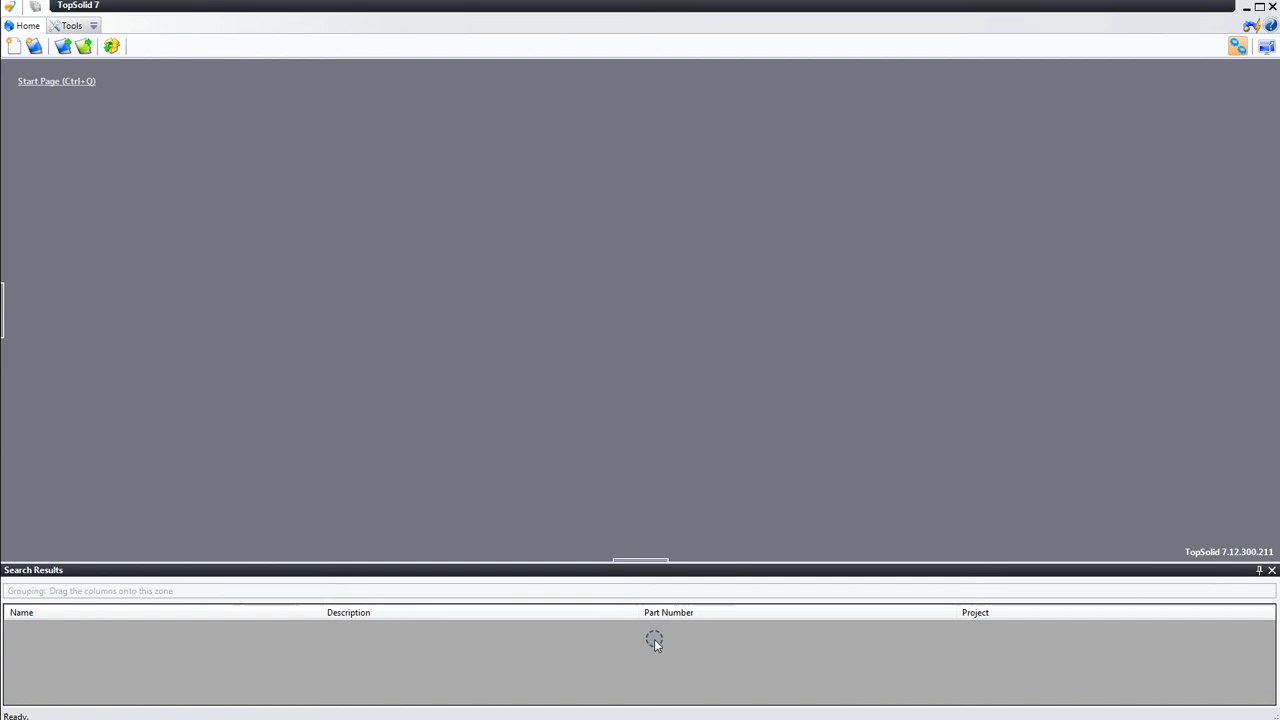 TopSolid 7
Home
Tools
Start Page (Ctrl+Q)
TopSolid 7.12.300.211
Search Results
Grouping: Drag the columns onto this zone
Name Description Part Number Project
Ready.